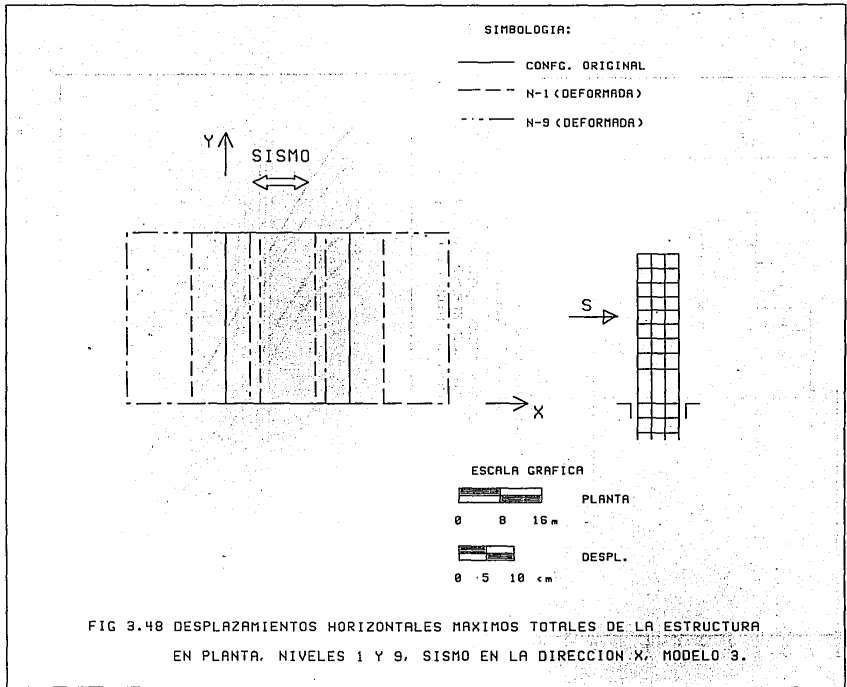 SIMBOLOGIA:
CONFG. ORIGINAL
N-1 (DEFORMADA)
N-9 (DEFORMADA)
Y
SISMO
S
X
ESCALA GRAFICA
PLANTA
0 8 16 m
DESPL.
0 5 10 cm
FIG 3.48 DESPLAZAMIENTOS HORIZONTALES MAXIMOS TOTALES DE LA ESTRUCTURA
EN PLANTA, NIVELES 1 Y 9, SISMO EN LA DIRECCION X, MODELO 3.